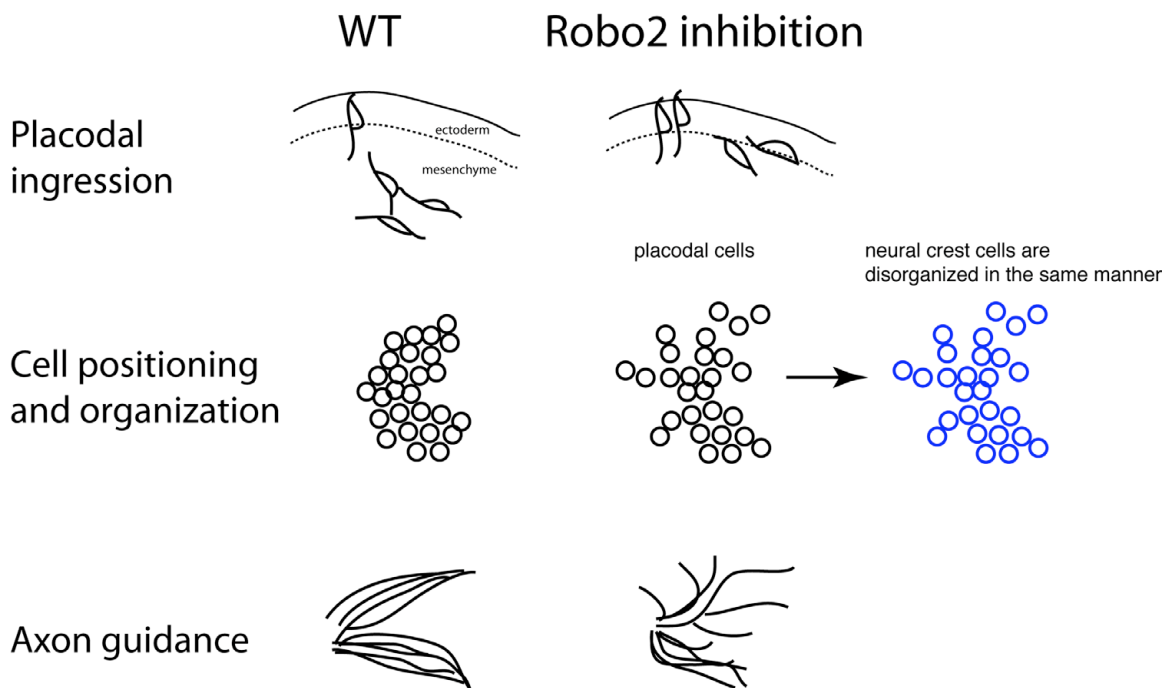 WT
Robo2 inhibition
Placodal
ingression
ectoderm
mesenchyme
placodal cells
neural crest cells are
disorganized in the same manner
Cell positioning
and organization
Axon guidance